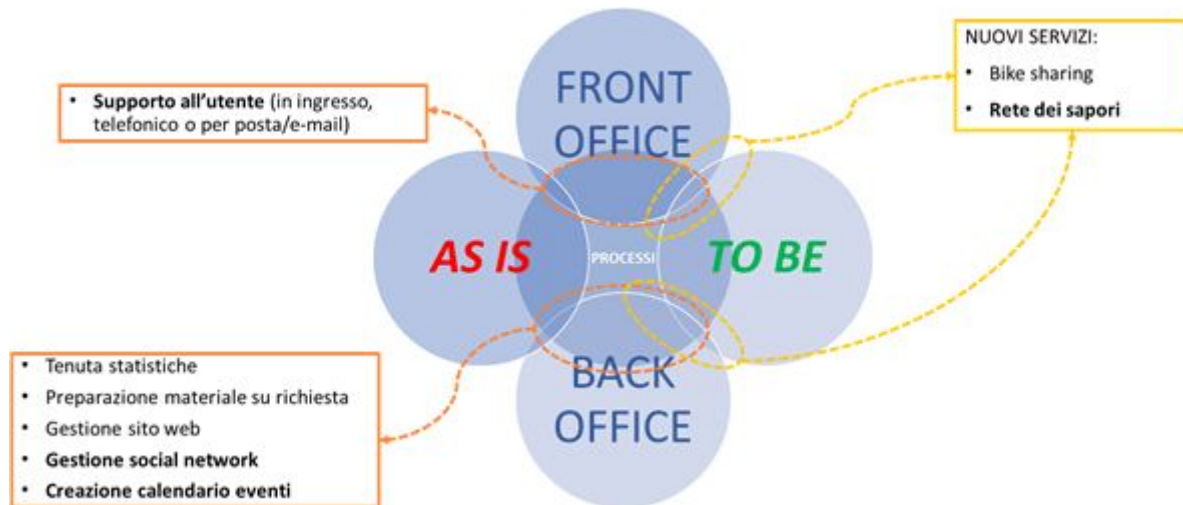 FRONT
OFFICE
NUOVI SERVIZI:
• Bike sharing
• Rete dei sapori
• Supporto all'utente (in ingresso,
telefonico o per posta/e-mail)
AS IS
PROCESSI
TO BE
BACK
OFFICE
• Tenuta statistiche
• Preparazione materiale su richiesta
• Gestione sito web
• Gestione social network
• Creazione calendario eventi